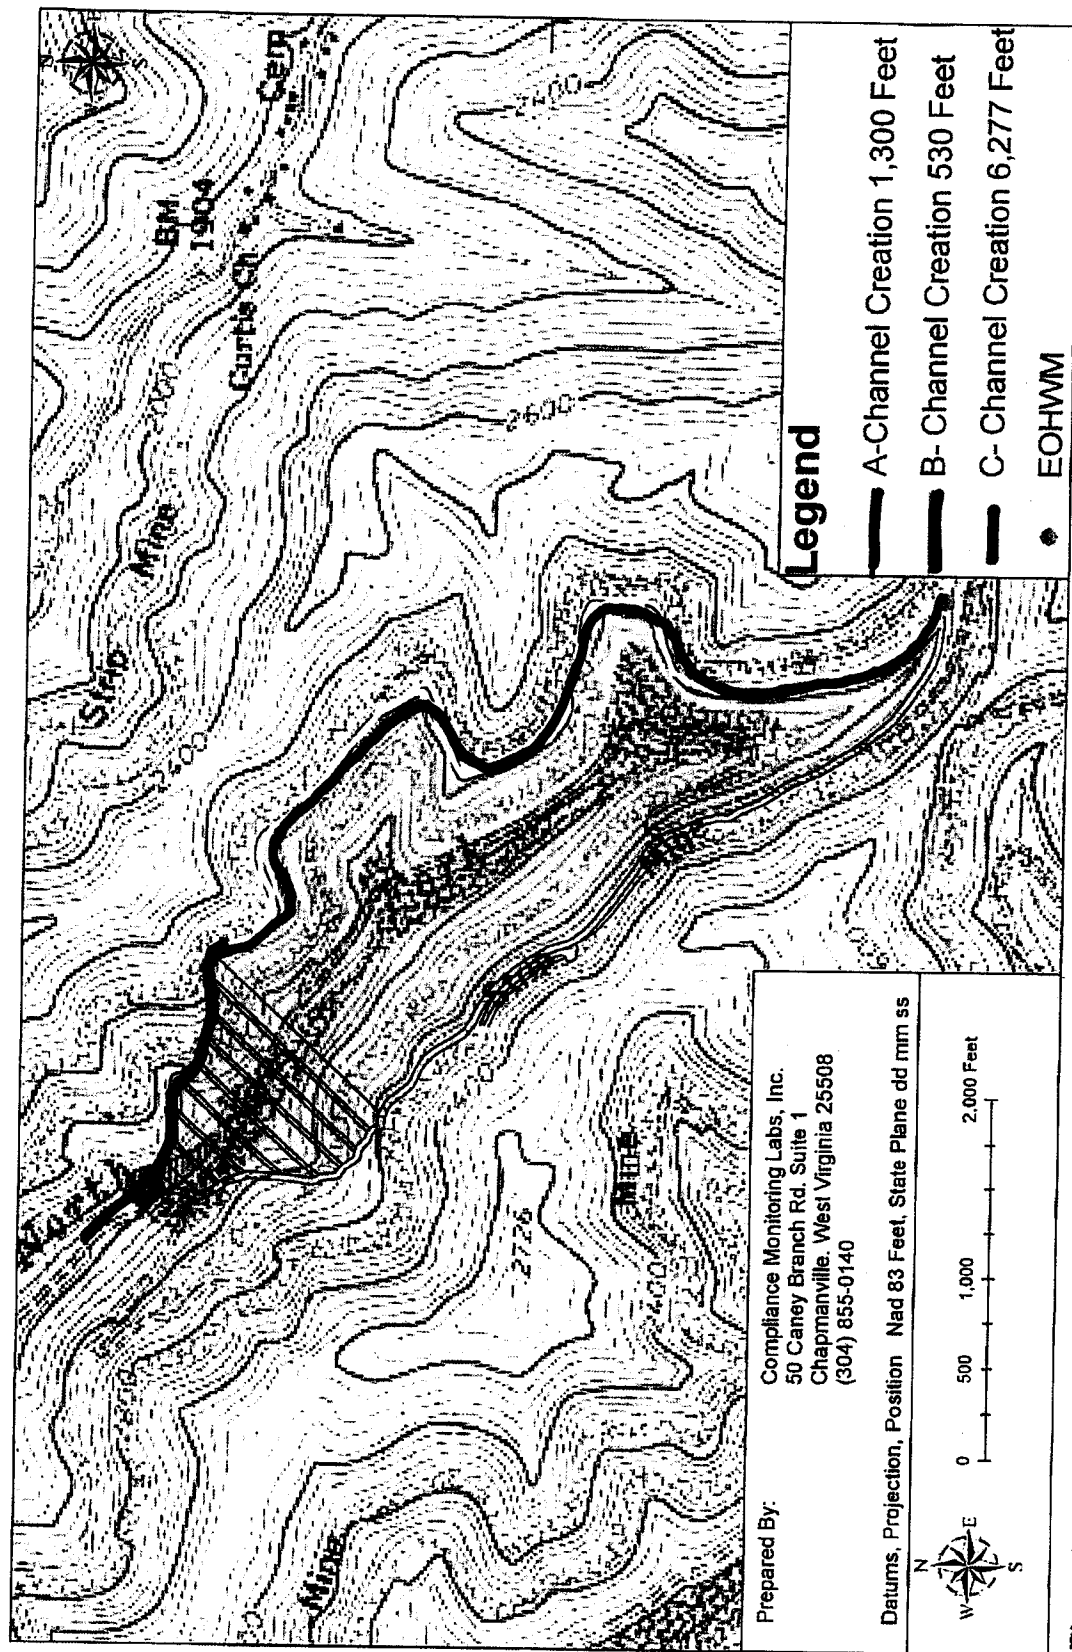 Cem
BM
1904
Curtis Ch
2000
Strip Mine
2600
2776
Mine
Mine
Legend
A-Channel Creation 1,300 Feet
B- Channel Creation 530 Feet
C- Channel Creation 6,277 Feet
EOHWM
Prepared By: Compliance Monitoring Labs, Inc.
50 Caney Branch Rd. Suite 1
Chapmanville. West Virginia 25508
(304) 855-0140
Datums, Projection, Position Nad 83 Feet, State Plane dd mm ss
N
W E
S
0 500 1,000 2,000 Feet